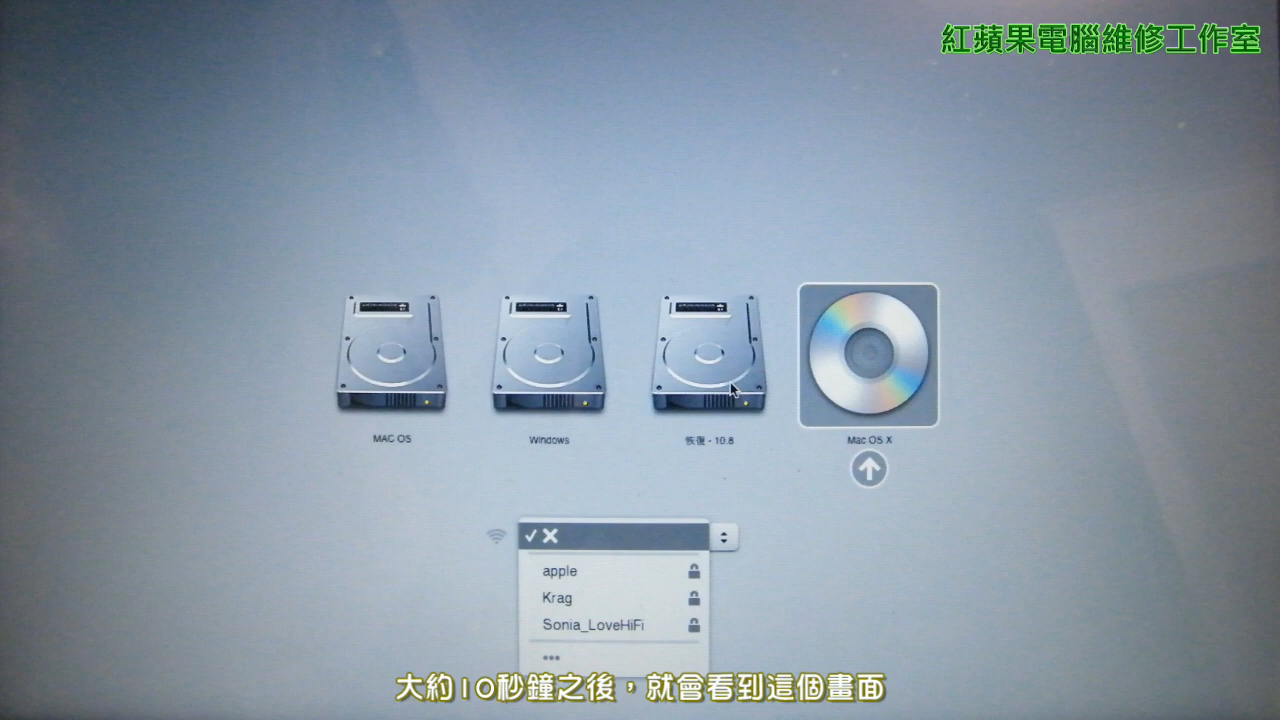 紅蘋果電腦維修工作室
MAC OS
Windows
恢復 - 10.8
Mac OS X
apple
Krag
Sonia_LoveHiFi
•••
大約10秒鐘之後，就會看到這個畫面